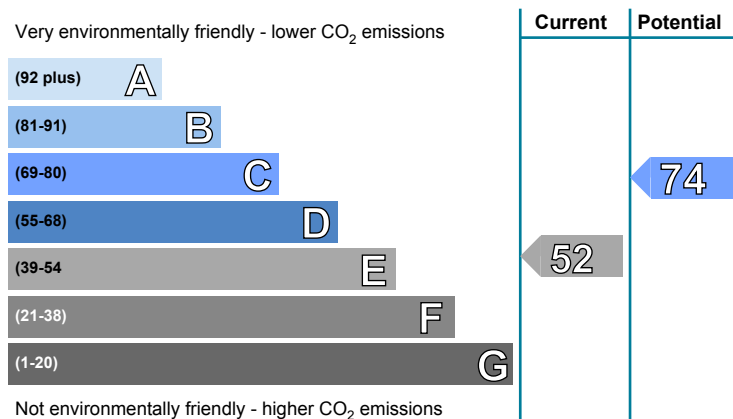 Very environmentally friendly - lower CO₂ emissions
Current
Potential
(92 plus) A
(81-91) B
(69-80) C
74
(55-68) D
(39-54 E
52
(21-38) F
(1-20) G
Not environmentally friendly - higher CO₂ emissions